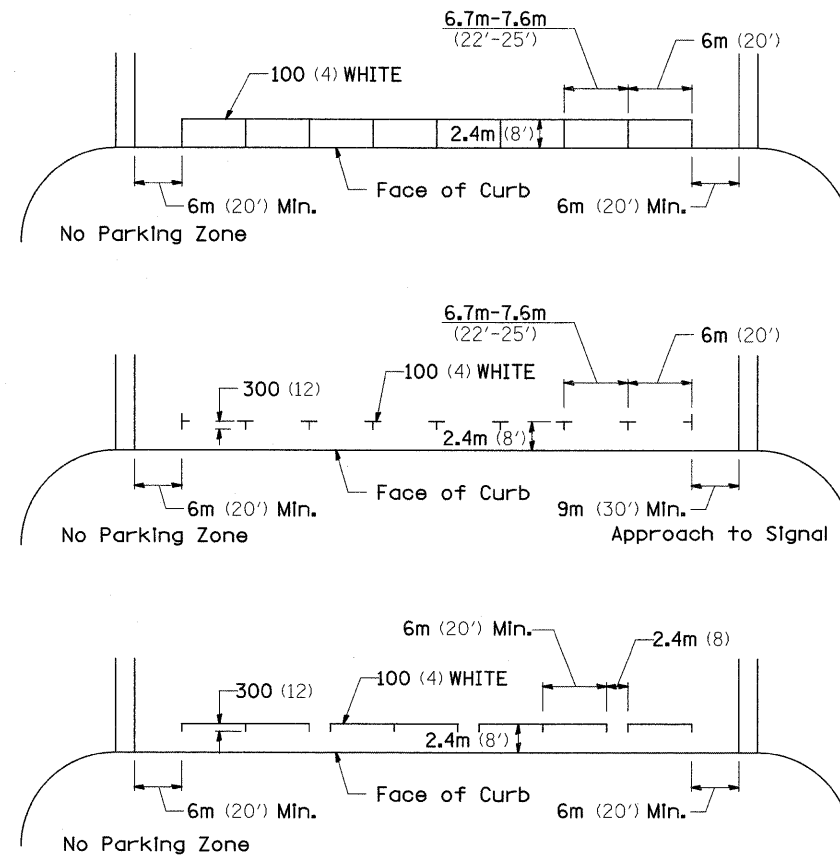 6.7m-7.6m
(22'-25')
6m (20')
100 (4) WHITE
2.4m (8')
Face of Curb
6m (20') Min.
6m (20') Min.
No Parking Zone
6.7m-7.6m
(22'-25')
6m (20')
300 (12)
100 (4) WHITE
2.4m (8')
Face of Curb
6m (20') Min.
9m (30') Min.
No Parking Zone
Approach to Signal
6m (20') Min.
2.4m (8)
300 (12)
100 (4) WHITE
2.4m (8')
Face of Curb
6m (20') Min.
6m (20') Min.
No Parking Zone